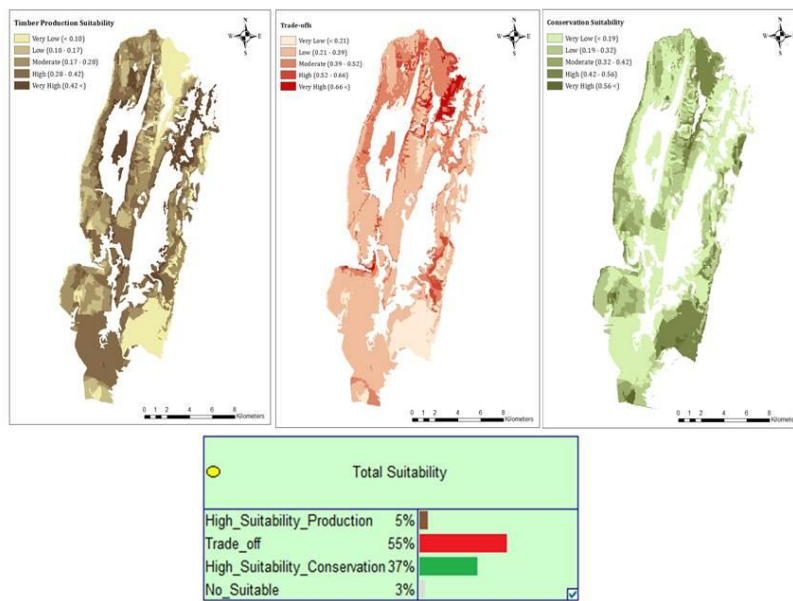 Timber Production Suitability
Very Low (< 0.10)
Low (0.10 - 0.17)
Moderate (0.17 - 0.28)
High (0.28 - 0.42)
Very High (0.42 <)
N
W E
S
0 1 2 4 6 8
Kilometers
Trade-offs
Very Low (< 0.21)
Low (0.21 - 0.39)
Moderate (0.39 - 0.52)
High (0.52 - 0.66)
Very High (0.66 <)
N
W E
S
0 1 2 4 6 8
Kilometers
Conservation Suitability
Very Low (< 0.19)
Low (0.19 - 0.32)
Moderate (0.32 - 0.42)
High (0.42 - 0.56)
Very High (0.56 <)
N
W E
S
0 1 2 4 6 8
Kilometers
Total Suitability
High_Suitability_Production 5%
Trade_off 55%
High_Suitability_Conservation 37%
No_Suitable 3%